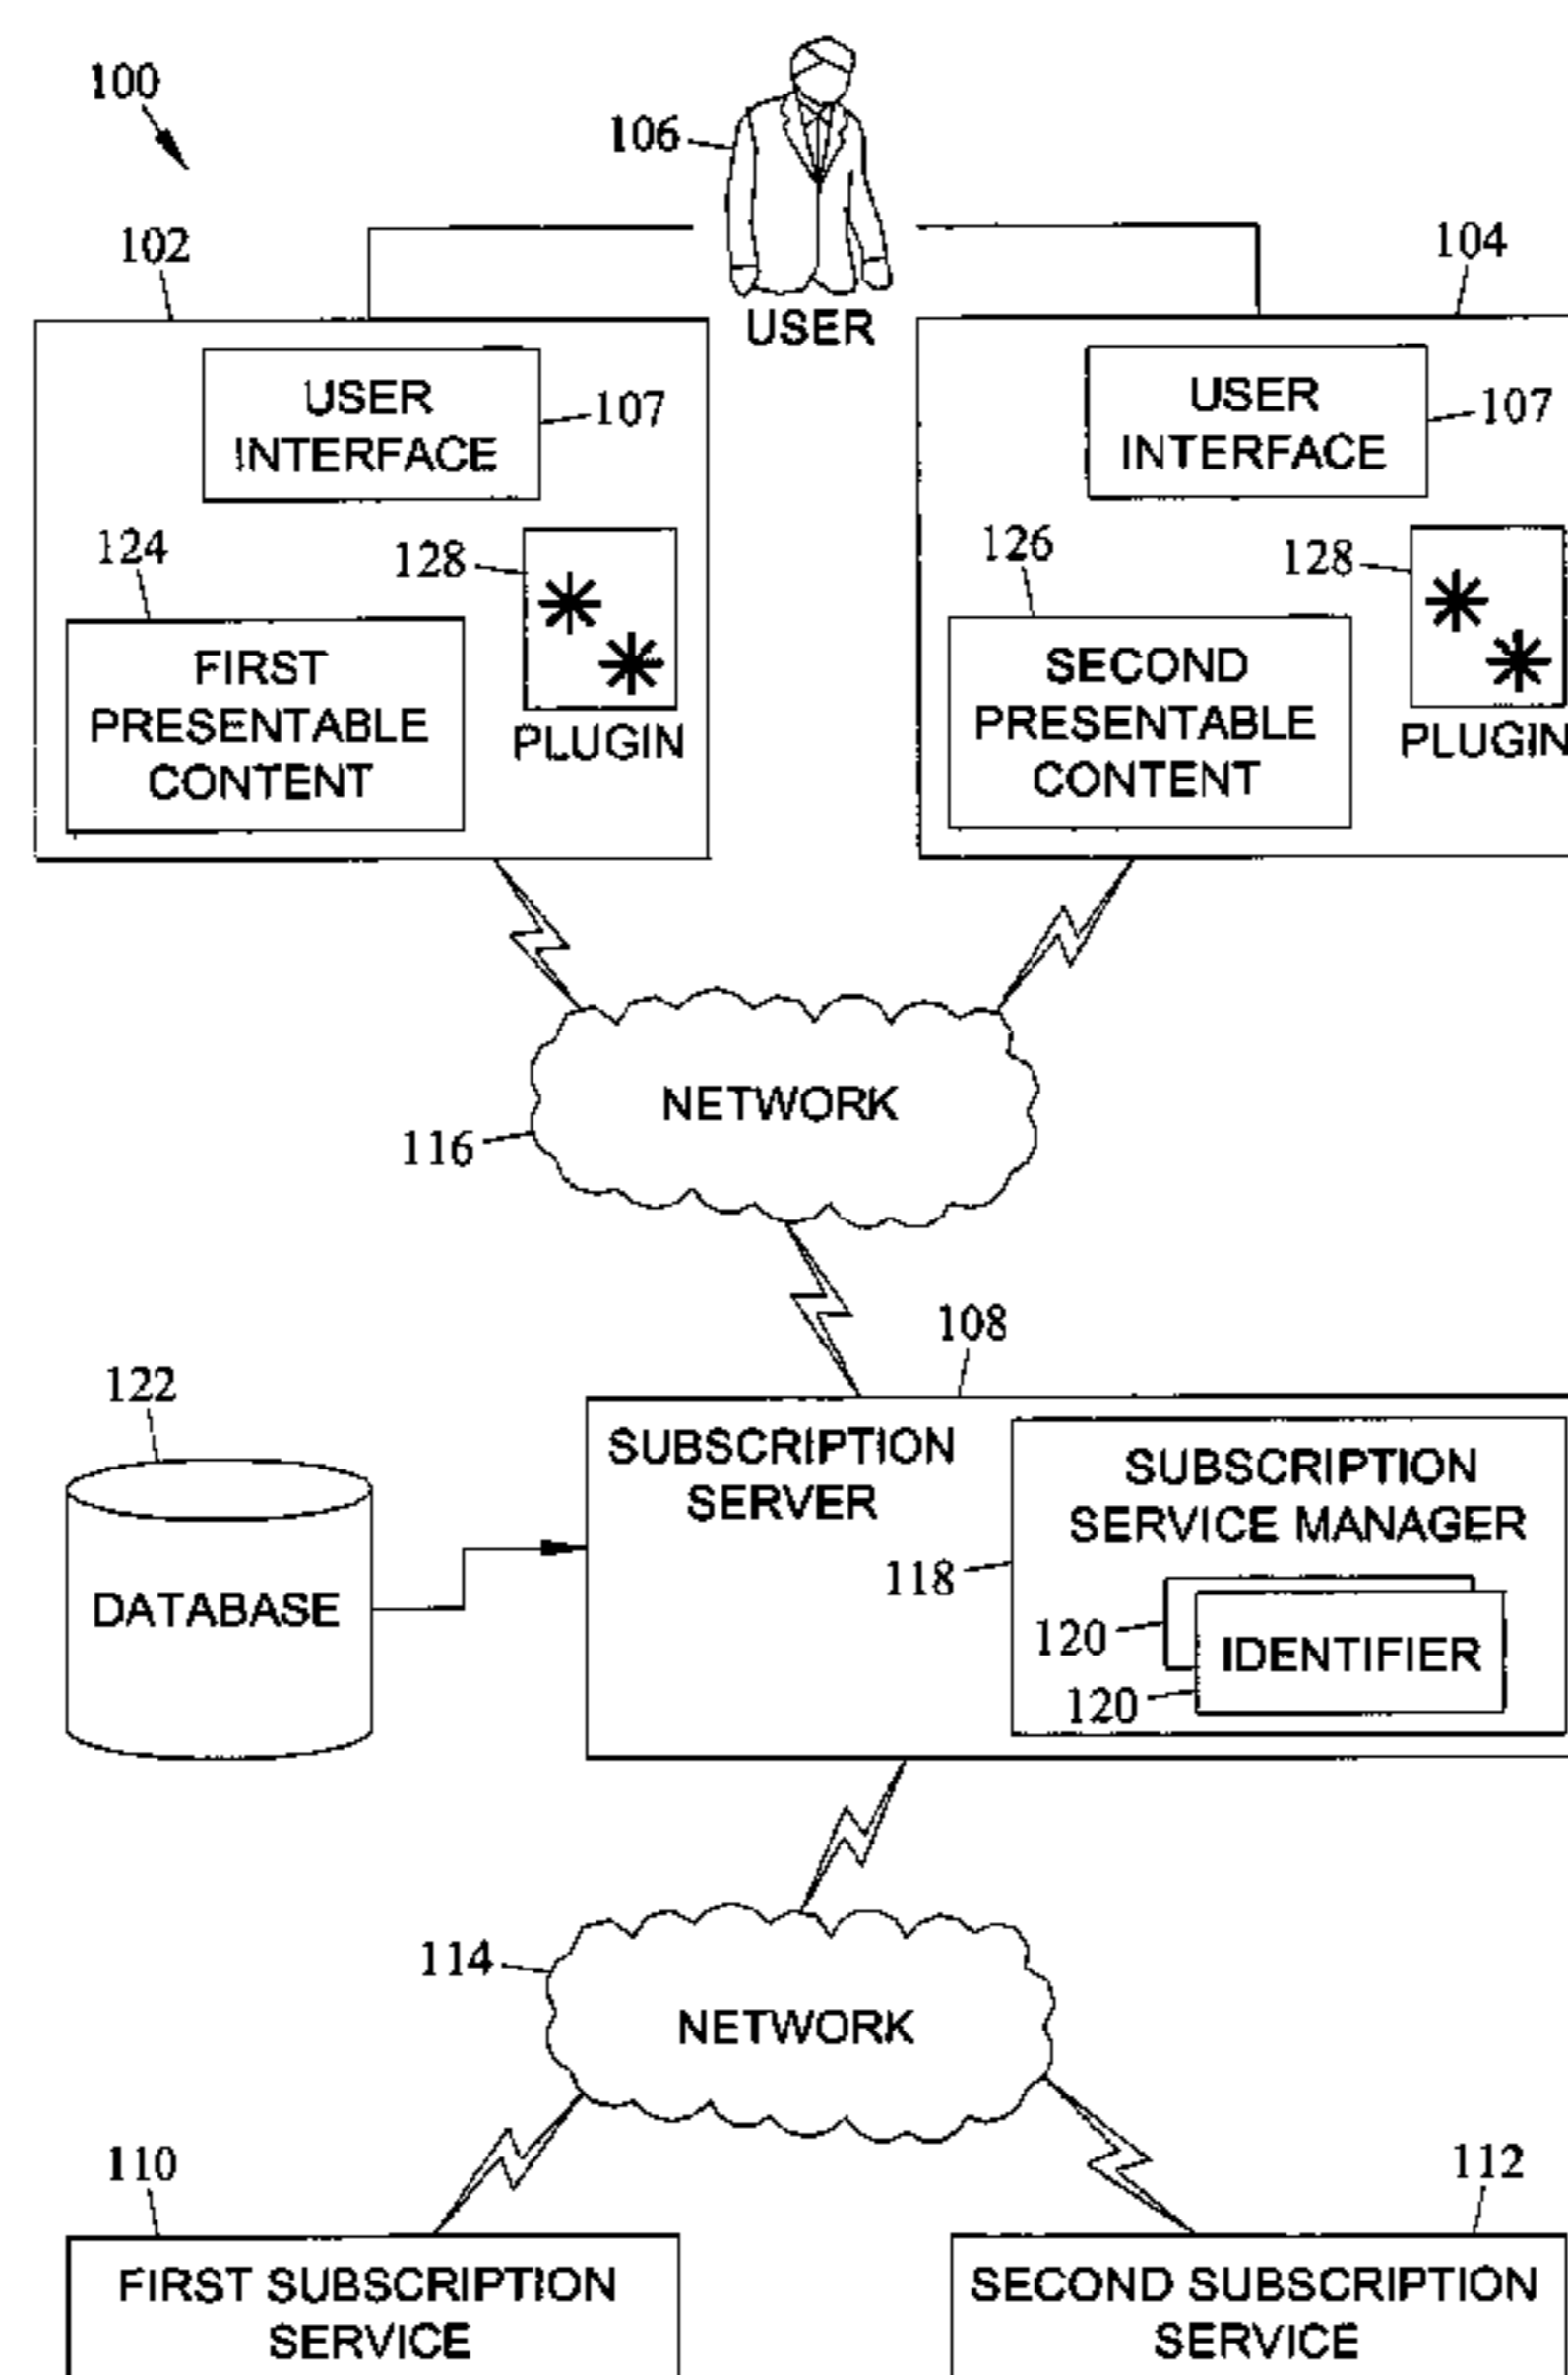 100
106
102
104
USER
USER
INTERFACE
107
USER
INTERFACE
107
124
128
126
128
FIRST
PRESENTABLE
CONTENT
PLUGIN
SECOND
PRESENTABLE
CONTENT
PLUGIN
NETWORK
116
108
122
SUBSCRIPTION
SERVER
SUBSCRIPTION
SERVICE MANAGER
118
DATABASE
120
IDENTIFIER
120
114
NETWORK
110
112
FIRST SUBSCRIPTION
SERVICE
SECOND SUBSCRIPTION
SERVICE